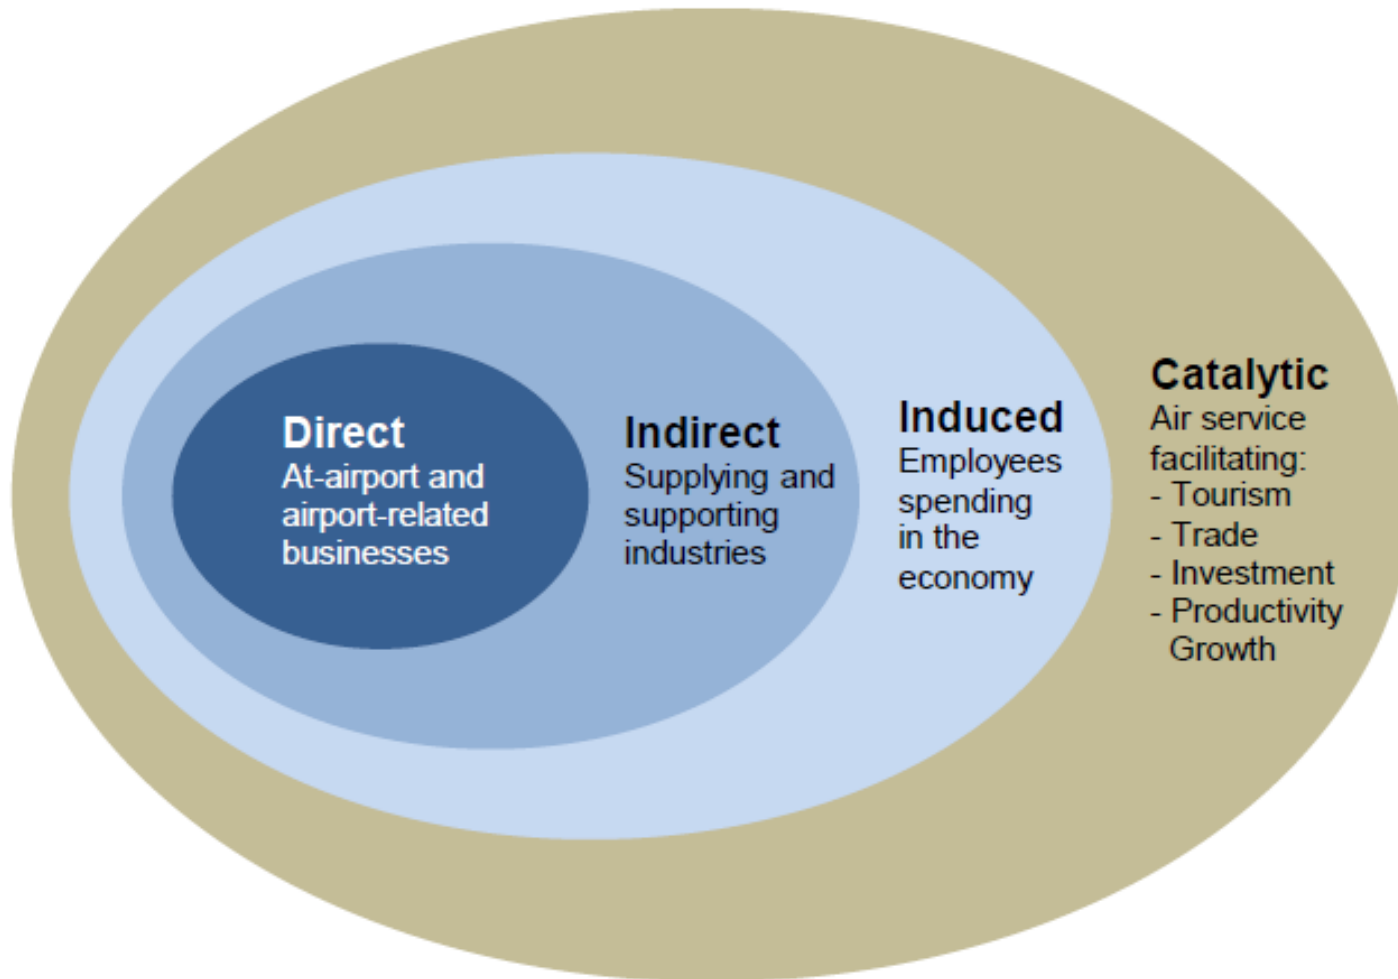 Direct
At-airport and
airport-related
businesses
Indirect
Supplying and
supporting
industries
Induced
Employees
spending
in the
economy
Catalytic
Air service
facilitating:
- Tourism
- Trade
- Investment
- Productivity
Growth